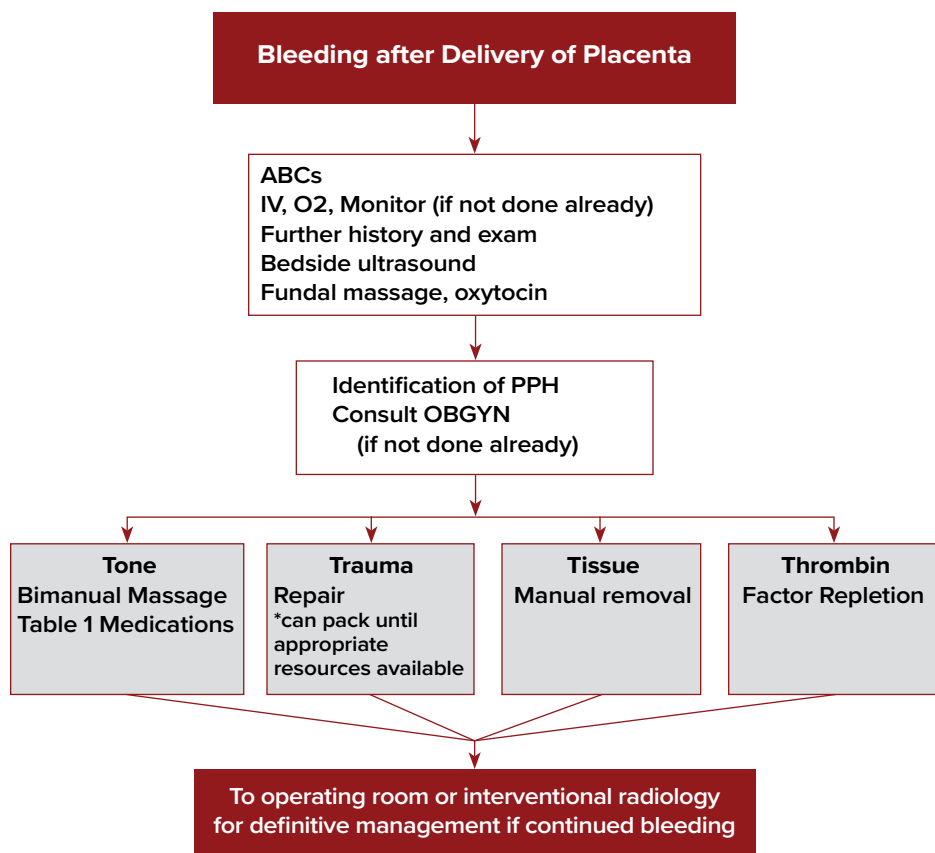 Bleeding after Delivery of Placenta
ABCs
IV, O2, Monitor (if not done already)
Further history and exam
Bedside ultrasound
Fundal massage, oxytocin
Identification of PPH
Consult OBGYN
(if not done already)
Tone
Bimanual Massage
Table 1 Medications
Trauma
Repair
*can pack until
appropriate
resources available
Tissue
Manual removal
Thrombin
Factor Repletion
To operating room or interventional radiology
for definitive management if continued bleeding